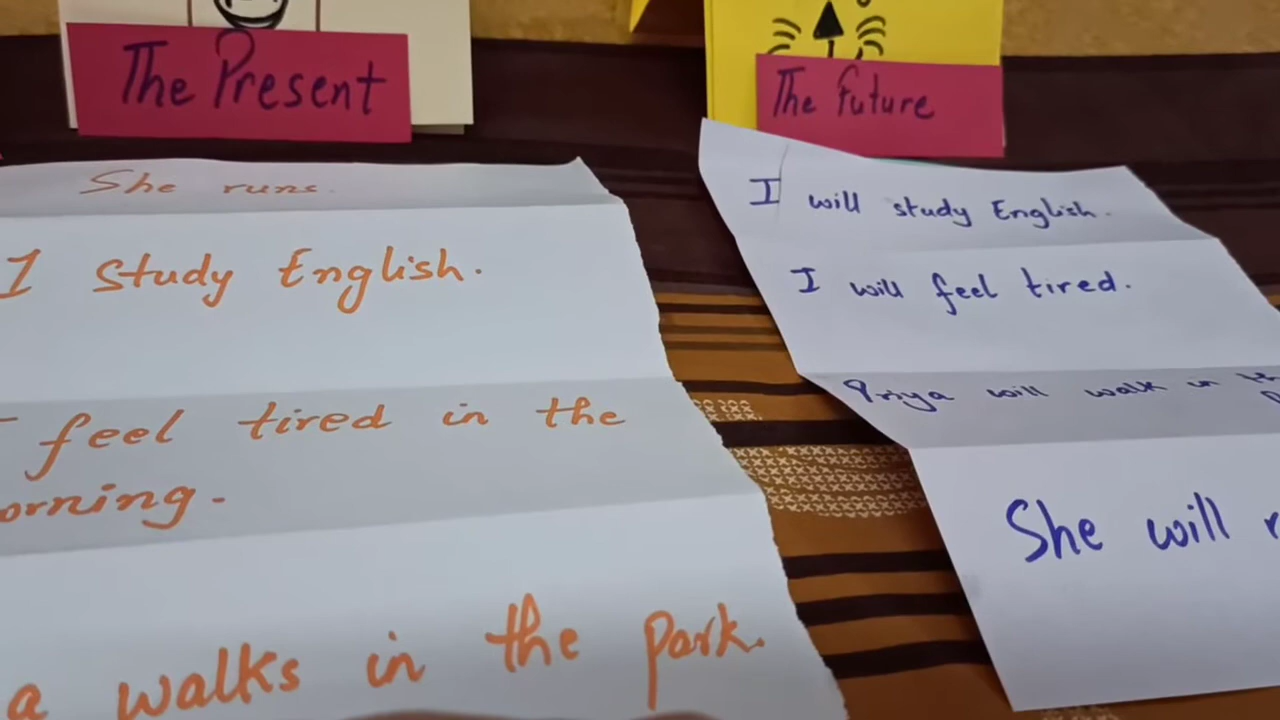 The Present
She runs.
I study English.
feel tired in the
orning.
a walks in the park.
The Future
I will study English.
I will feel tired.
Priya will walk in th
She will r